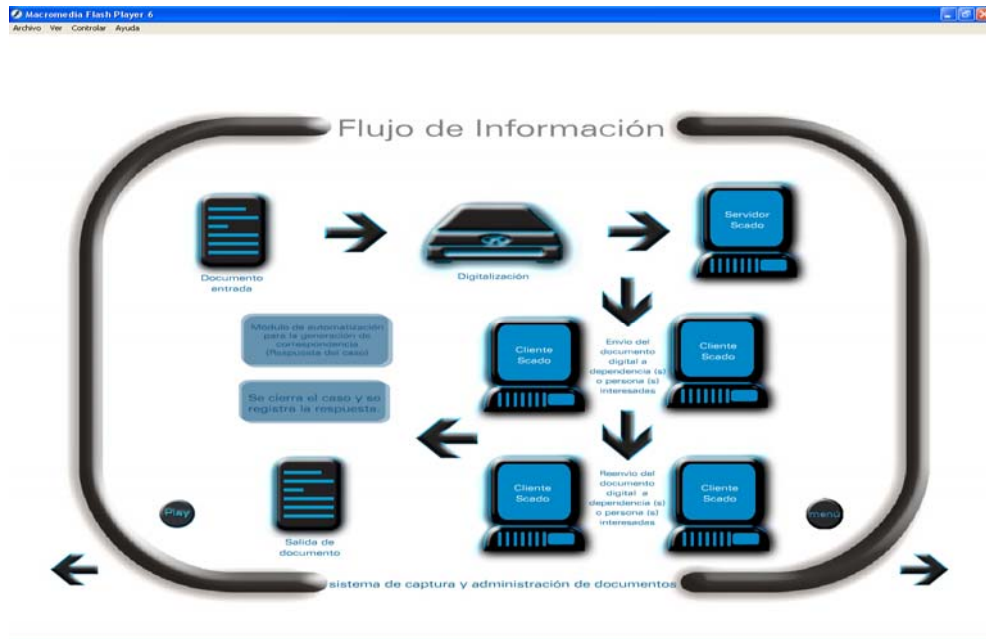 Macromedia Flash Player 6
Archivo Ver Controlar Ayuda
Flujo de Información
Documento
entrada
Digitalización
Servidor
Scado
Módulo de automatización
para la generación de
correspondencia
(Respuesta del caso)
Cliente
Scado
Envío del
documento
digital a
dependencia (s)
o persona (s)
interesadas
Cliente
Scado
Se cierra el caso y se
registra la respuesta.
Cliente
Scado
Reenvío del
documento
digital a
dependencia (s)
o persona (s)
interesadas
Cliente
Scado
Play
menú
Salida de
documento
sistema de captura y administración de documentos